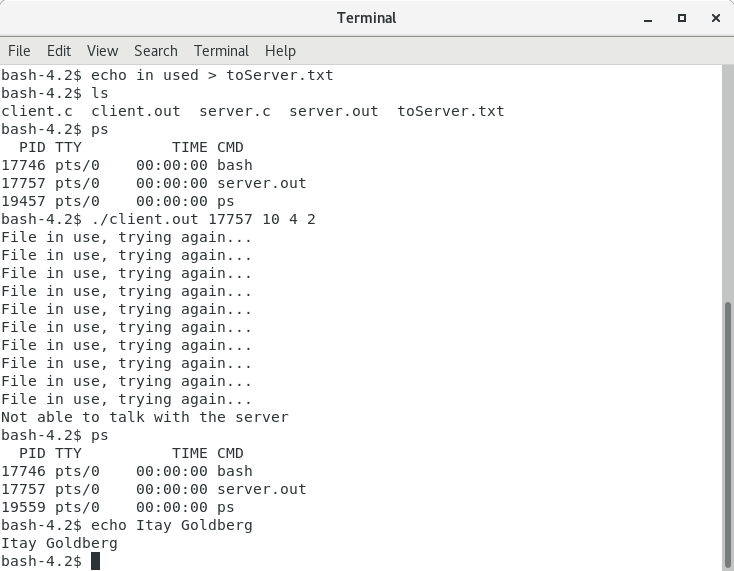 Terminal
File Edit View Search Terminal Help
bash-4.2$ echo in used > toServer.txt
bash-4.2$ ls
client.c  client.out  server.c  server.out  toServer.txt
bash-4.2$ ps
  PID TTY          TIME CMD
17746 pts/0    00:00:00 bash
17757 pts/0    00:00:00 server.out
19457 pts/0    00:00:00 ps
bash-4.2$ ./client.out 17757 10 4 2
File in use, trying again...
File in use, trying again...
File in use, trying again...
File in use, trying again...
File in use, trying again...
File in use, trying again...
File in use, trying again...
File in use, trying again...
File in use, trying again...
File in use, trying again...
Not able to talk with the server
bash-4.2$ ps
  PID TTY          TIME CMD
17746 pts/0    00:00:00 bash
17757 pts/0    00:00:00 server.out
19559 pts/0    00:00:00 ps
bash-4.2$ echo Itay Goldberg
Itay Goldberg
bash-4.2$